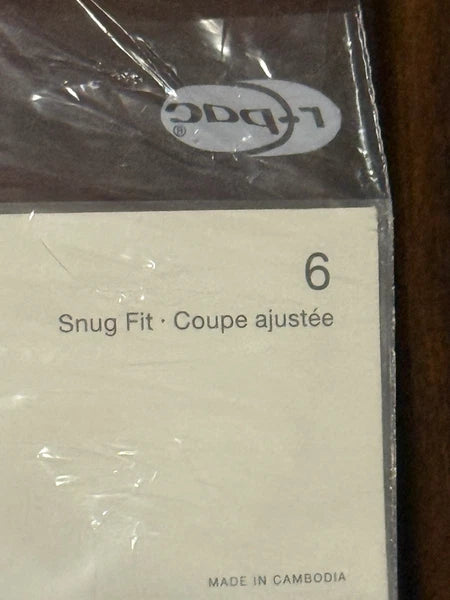 r-pac®
6
Snug Fit · Coupe ajustée
MADE IN CAMBODIA